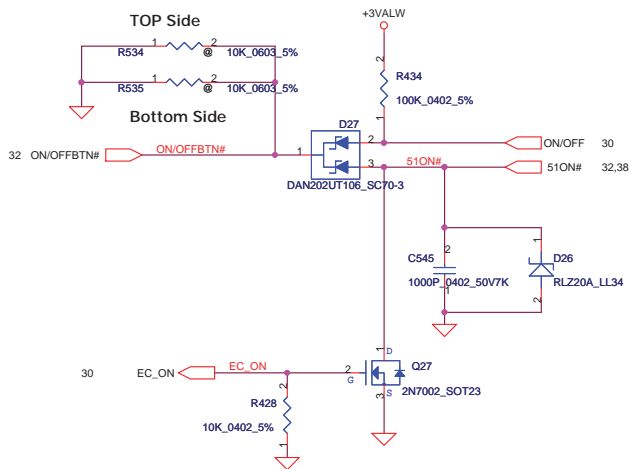 TOP Side
+3VALW
1
2
R534
@
10K_0603_5%
1
2
R535
@
10K_0603_5%
2
R434
100K_0402_5%
1
Bottom Side
D27
2
ON/OFF
30
32
ON/OFFBTN#
ON/OFFBTN#
1
3
51ON#
51ON#
32,38
DAN202UT106_SC70-3
2
C545
1000P_0402_50V7K
1
1
D26
RLZ20A_LL34
2
1
D
Q27
30
EC_ON
EC_ON
2
G
S
2N7002_SOT23
3
2
R428
10K_0402_5%
1